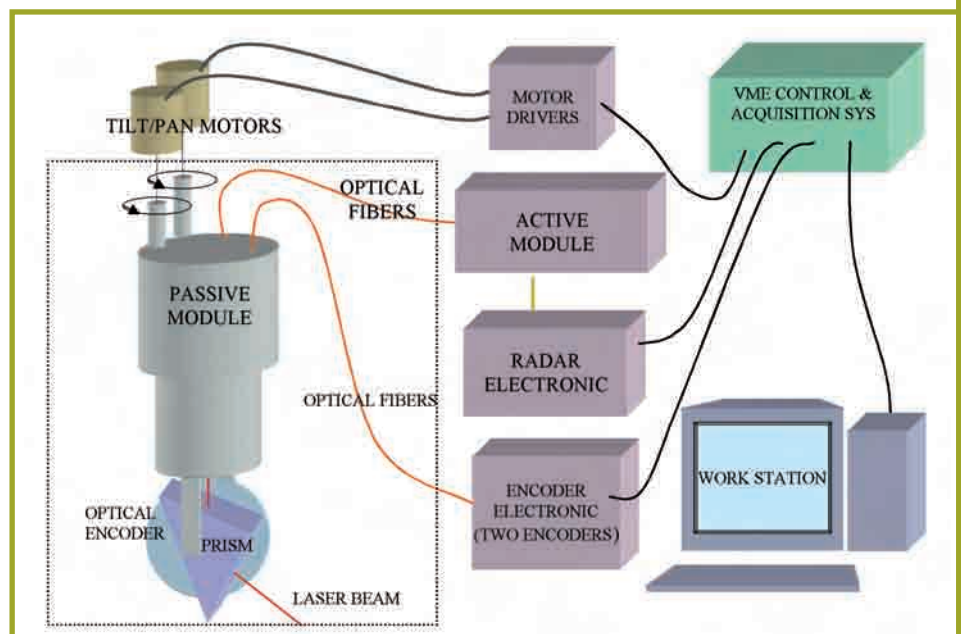 TILT/PAN MOTORS
MOTOR
DRIVERS
VME CONTROL &
ACQUISITION SYS
OPTICAL
FIBERS
ACTIVE
MODULE
PASSIVE
MODULE
RADAR
ELECTRONIC
OPTICAL FIBERS
OPTICAL
ENCODER
PRISM
LASER BEAM
ENCODER
ELECTRONIC
(TWO ENCODERS)
WORK STATION